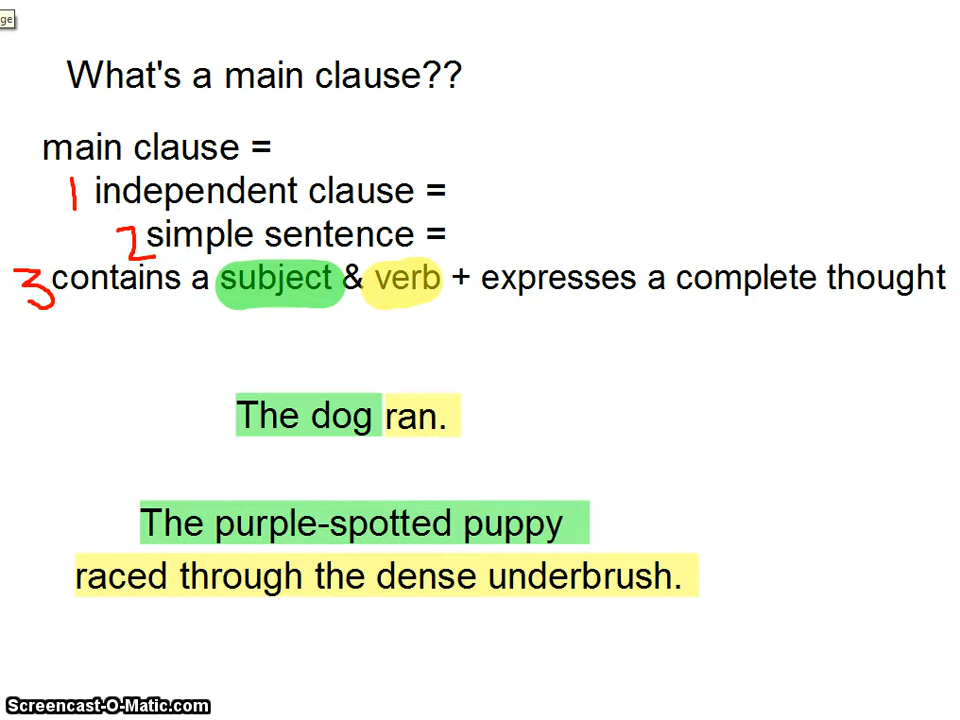 ge
What's a main clause??
main clause =
1 independent clause =
2 simple sentence =
3 contains a subject & verb + expresses a complete thought
The dog ran.
The purple-spotted puppy
raced through the dense underbrush.
Screencast-O-Matic.com